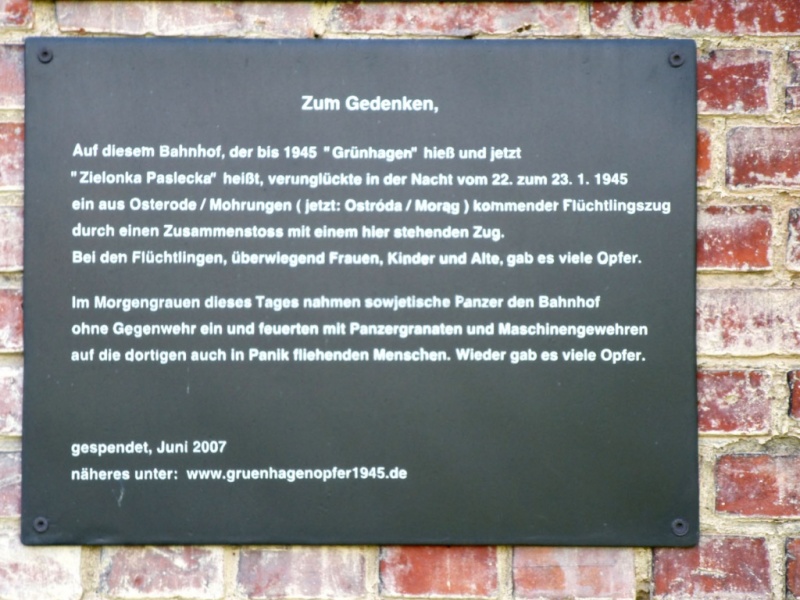 Zum Gedenken,
Auf diesem Bahnhof, der bis 1945 "Grünhagen" hieß und jetzt
"Zielonka Paslecka" heißt, verunglückte in der Nacht vom 22. zum 23. 1. 1945
ein aus Osterode / Mohrungen ( jetzt: Ostróda / Morąg ) kommender Flüchtlingszug
durch einen Zusammenstoss mit einem hier stehenden Zug.
Bei den Flüchtlingen, überwiegend Frauen, Kinder und Alte, gab es viele Opfer.
Im Morgengrauen dieses Tages nahmen sowjetische Panzer den Bahnhof
ohne Gegenwehr ein und feuerten mit Panzergranaten und Maschinengewehren
auf die dortigen auch in Panik fliehenden Menschen. Wieder gab es viele Opfer.
gespendet, Juni 2007
näheres unter: www.gruenhagenopfer1945.de